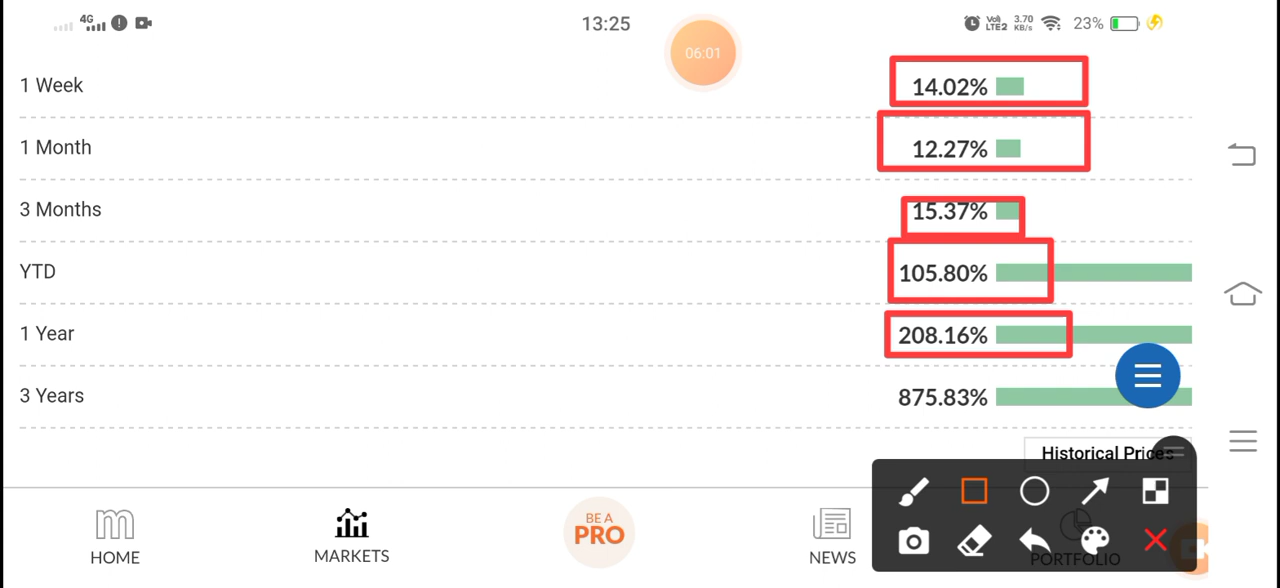 4G 13:25 06:01 Vo) LTE2 3.70 KB/s 23%
1 Week 14.02%
1 Month 12.27%
3 Months 15.37%
YTD 105.80%
1 Year 208.16%
3 Years 875.83%
Historical Prices
BE A
PRO
HOME MARKETS NEWS PORTFOLIO